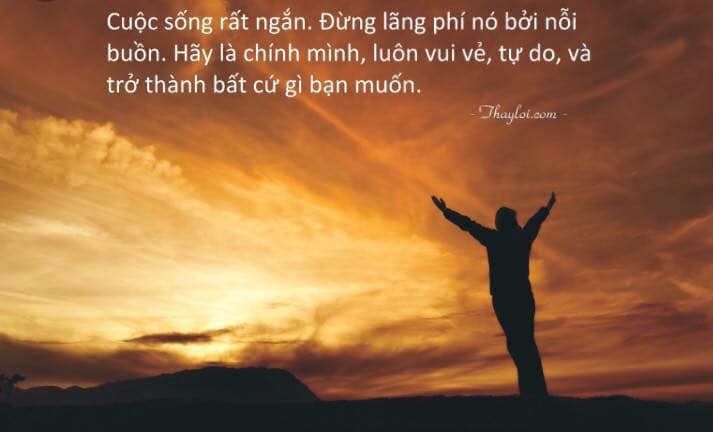 Cuộc sống rất ngắn. Đừng lãng phí nó bởi nỗi
buồn. Hãy là chính mình, luôn vui vẻ, tự do, và
trở thành bất cứ gì bạn muốn.
- Thayloi.com -